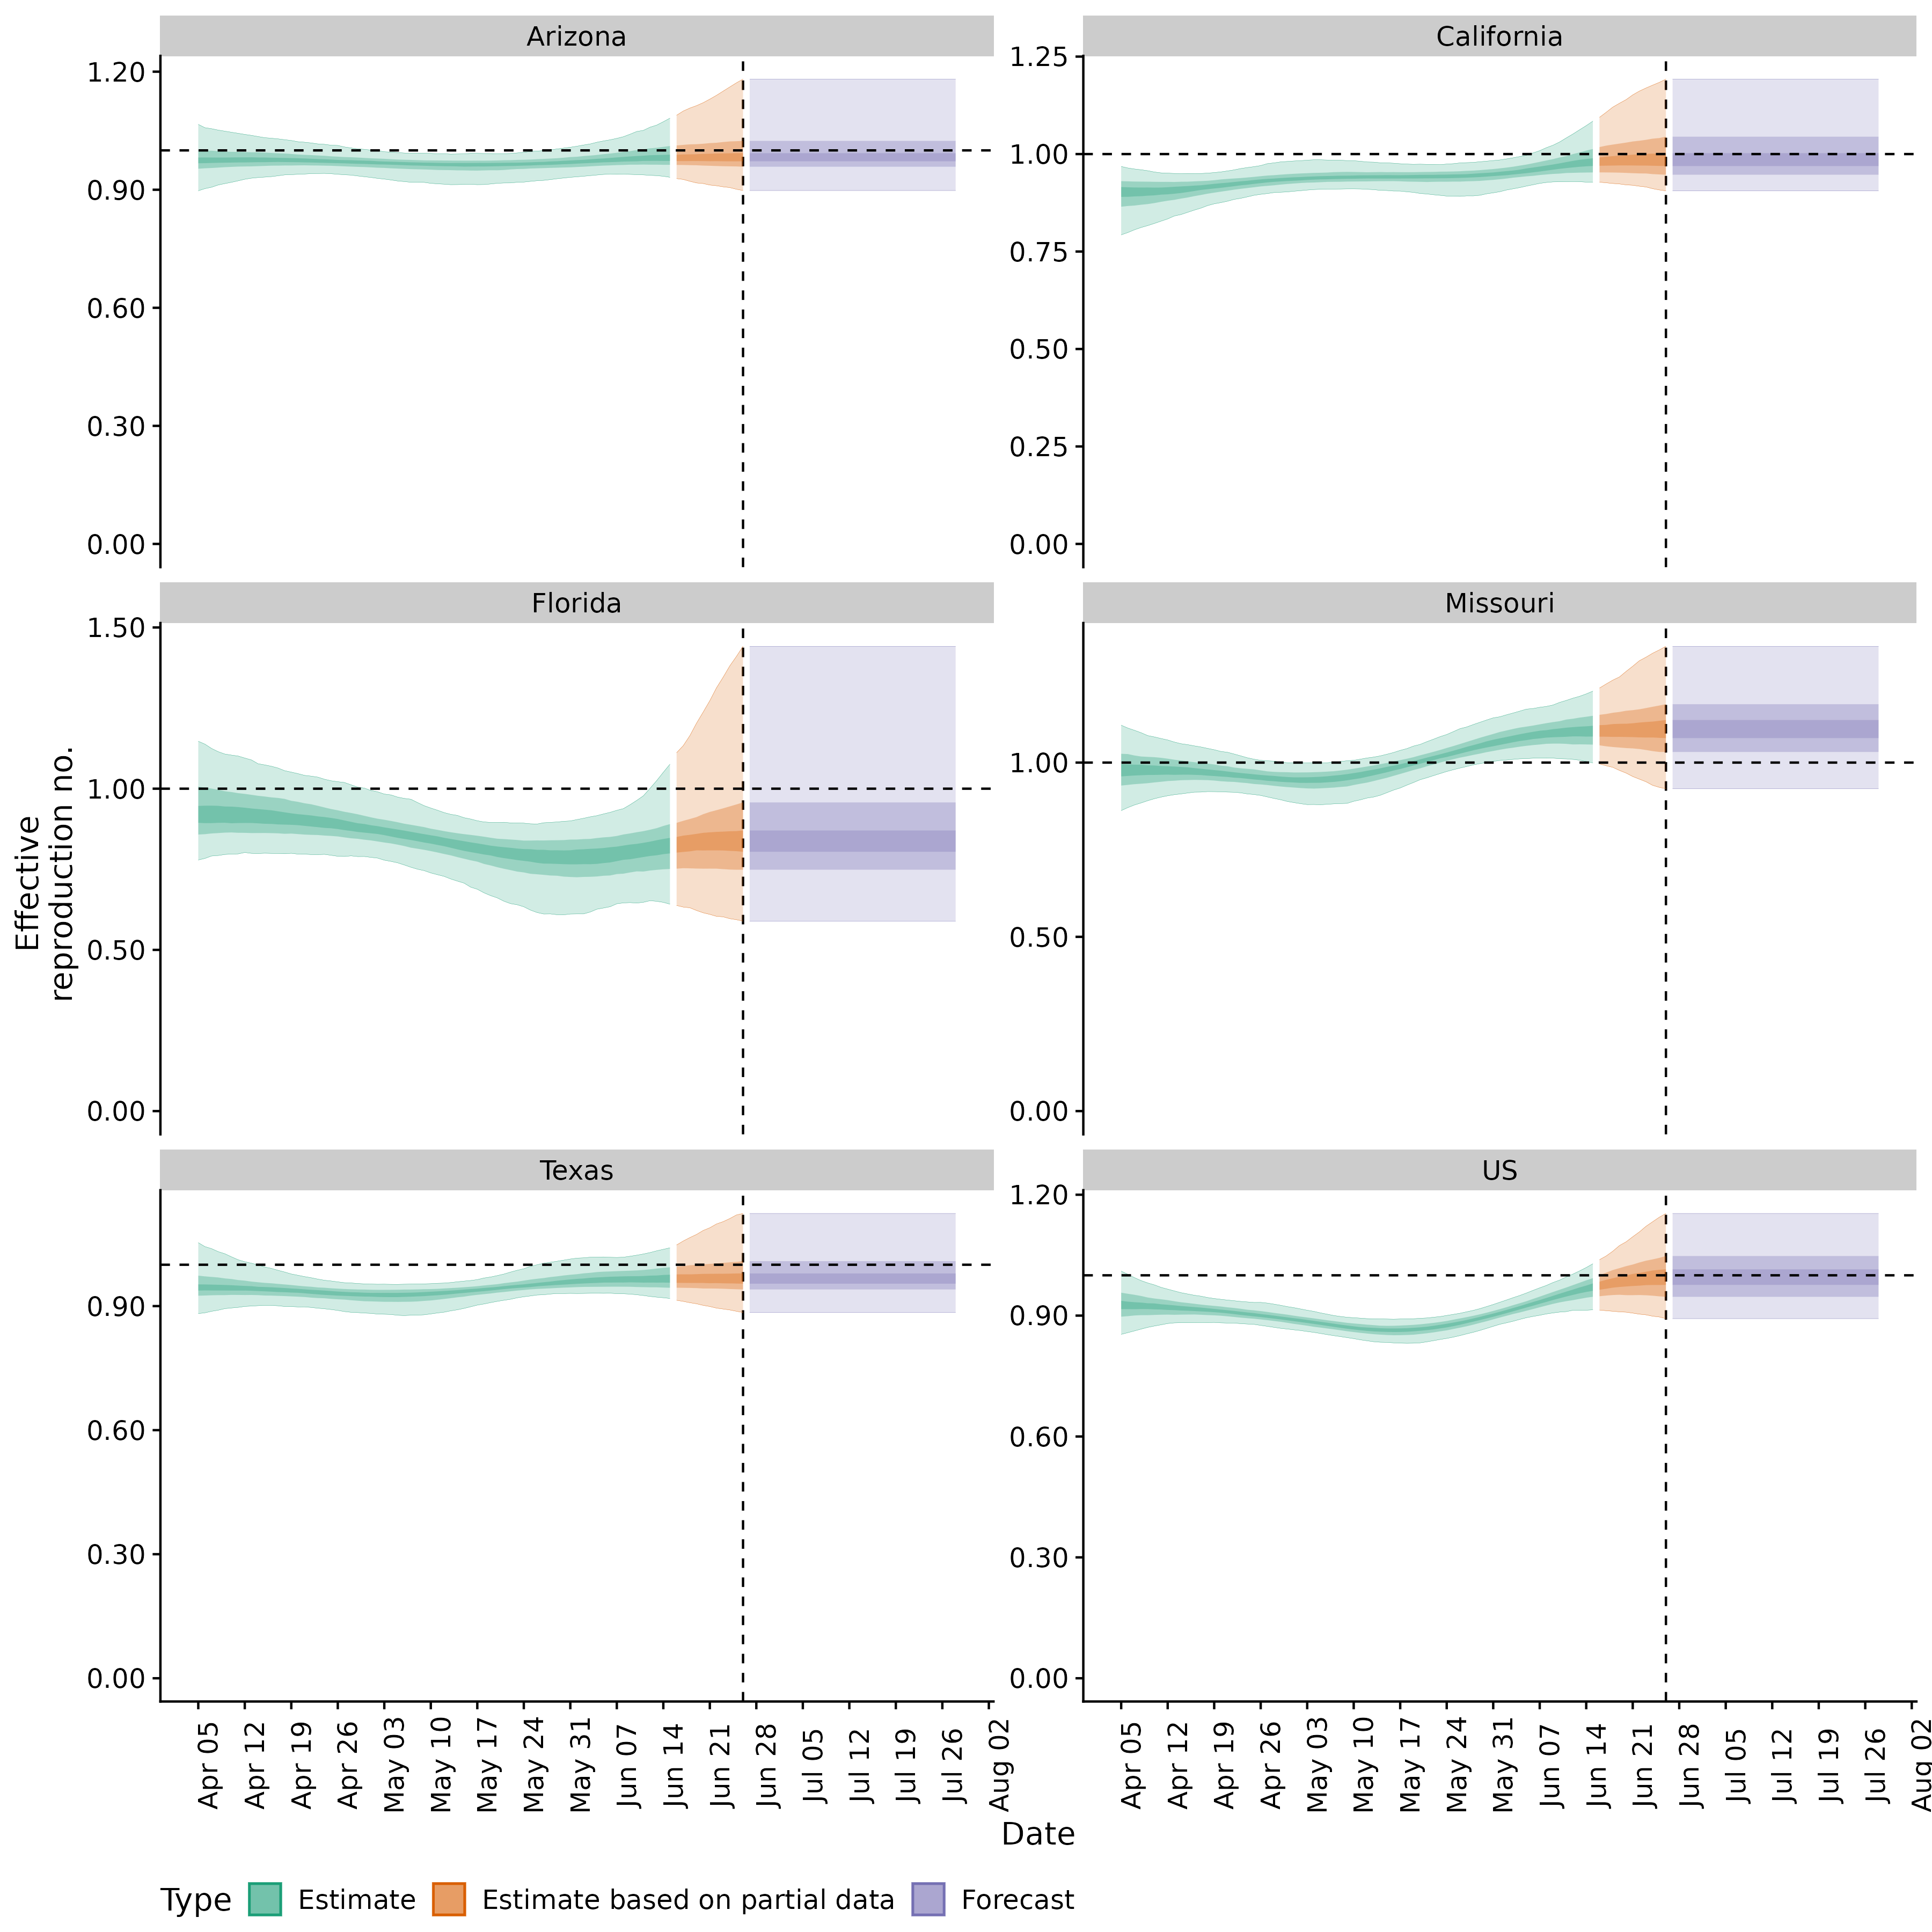 Arizona
California
1.20
0.90
0.60
0.30
0.00
1.25
1.00
0.75
0.50
0.25
0.00
Florida
Missouri
1.50
1.00
0.50
0.00
1.00
0.50
0.00
Texas
US
0.90
0.60
0.30
0.00
1.20
0.90
0.60
0.30
0.00
Effective
reproduction no.
Apr 05
Apr 12
Apr 19
Apr 26
May 03
May 10
May 17
May 24
May 31
Jun 07
Jun 14
Jun 21
Jun 28
Jul 05
Jul 12
Jul 19
Jul 26
Aug 02
Apr 05
Apr 12
Apr 19
Apr 26
May 03
May 10
May 17
May 24
May 31
Jun 07
Jun 14
Jun 21
Jun 28
Jul 05
Jul 12
Jul 19
Jul 26
Aug 02
Date
Type Estimate Estimate based on partial data Forecast